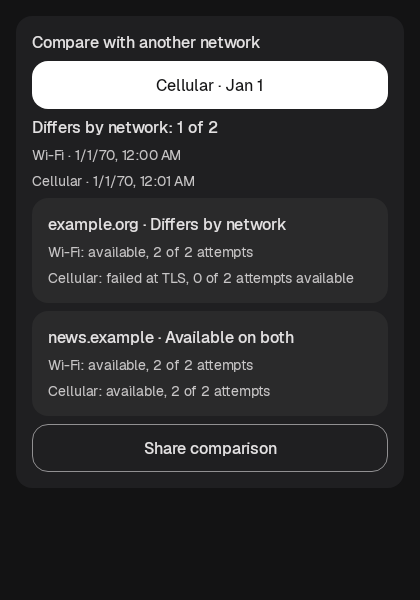 Compare with another network
Cellular · Jan 1
Differs by network: 1 of 2
Wi-Fi · 1/1/70, 12:00 AM
Cellular · 1/1/70, 12:01 AM
example.org · Differs by network
Wi-Fi: available, 2 of 2 attempts
Cellular: failed at TLS, 0 of 2 attempts available
news.example · Available on both
Wi-Fi: available, 2 of 2 attempts
Cellular: available, 2 of 2 attempts
Share comparison